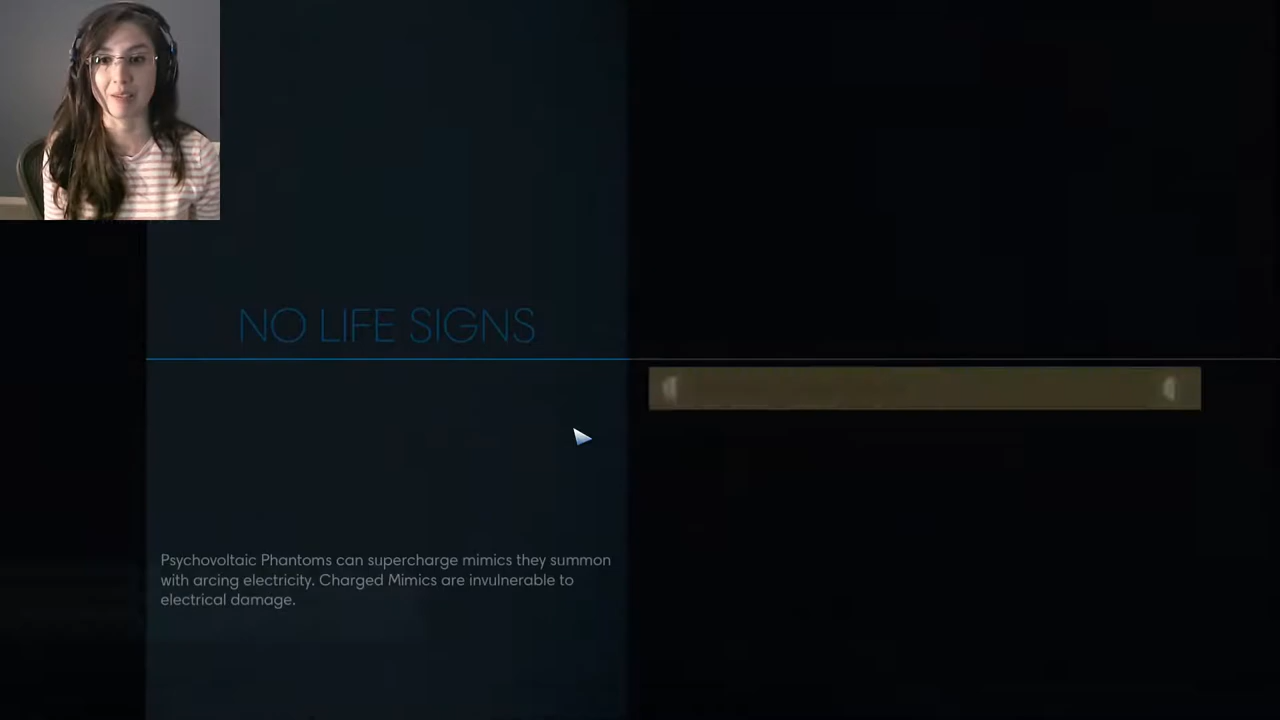 NO LIFE SIGNS
Psychovoltaic Phantoms can supercharge mimics they summon
with arcing electricity. Charged Mimics are invulnerable to
electrical damage.